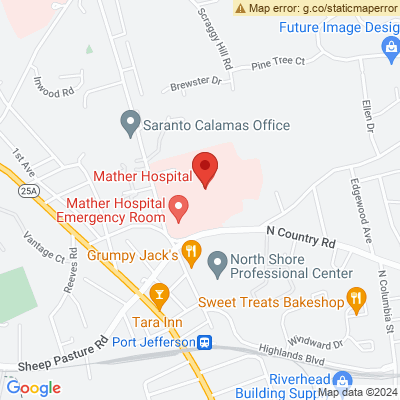 Map error: g.co/staticmaperror
Scraggy Hill Rd
Future Image Desig
Pine Tree Ct
Inwood Rd
Brewster Dr
Ellen Dr
Saranto Calamas Office
1st Ave
Mather Hospital
25A
Mather Hospital
Emergency Room
Edgewood Ave
N Country Rd
Vantage Ct
Reeves Rd
Grumpy Jack's
North Shore
Professional Center
N Columbia St
Sweet Treats Bakeshop
Tara Inn
Port Jefferson
Wyndward Dr
Sheep Pasture Rd
Highlands Blvd
Riverhead
Building Supp
Google
Map data ©2024